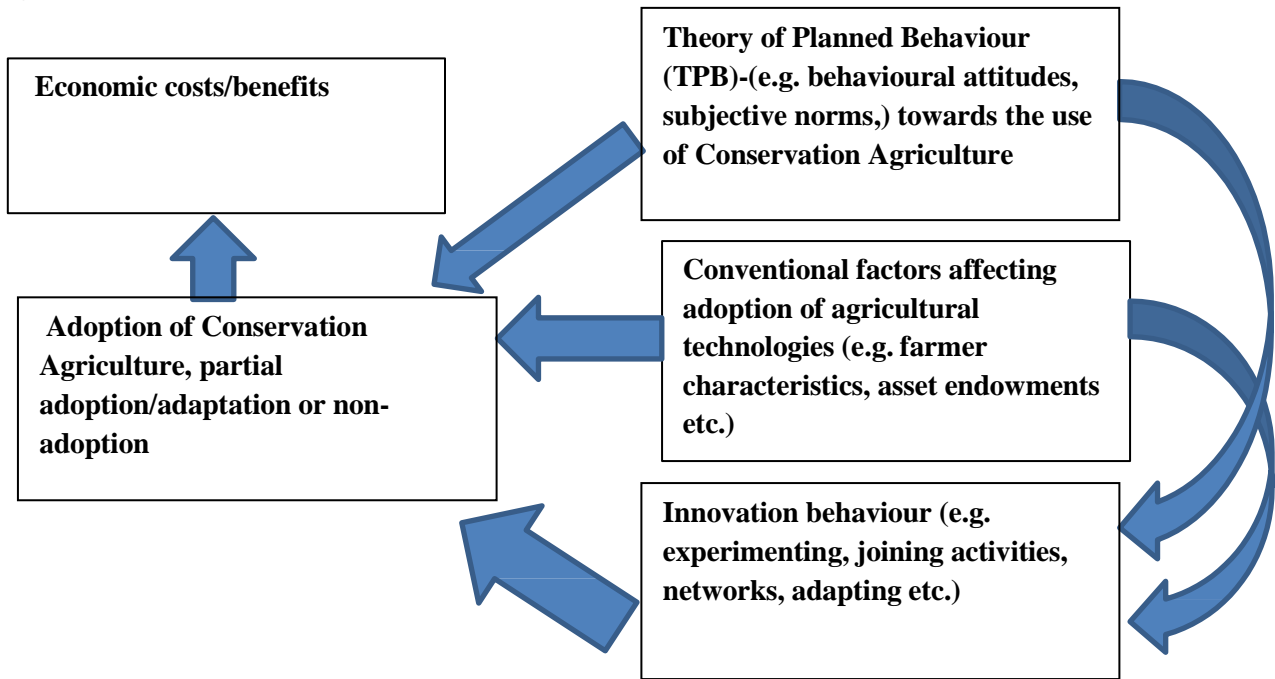 Economic costs/benefits
Theory of Planned Behaviour
(TPB)-(e.g. behavioural attitudes,
subjective norms,) towards the use
of Conservation Agriculture
Adoption of Conservation
Agriculture, partial
adoption/adaptation or non-
adoption
Conventional factors affecting
adoption of agricultural
technologies (e.g. farmer
characteristics, asset endowments
etc.)
Innovation behaviour (e.g.
experimenting, joining activities,
networks, adapting etc.)